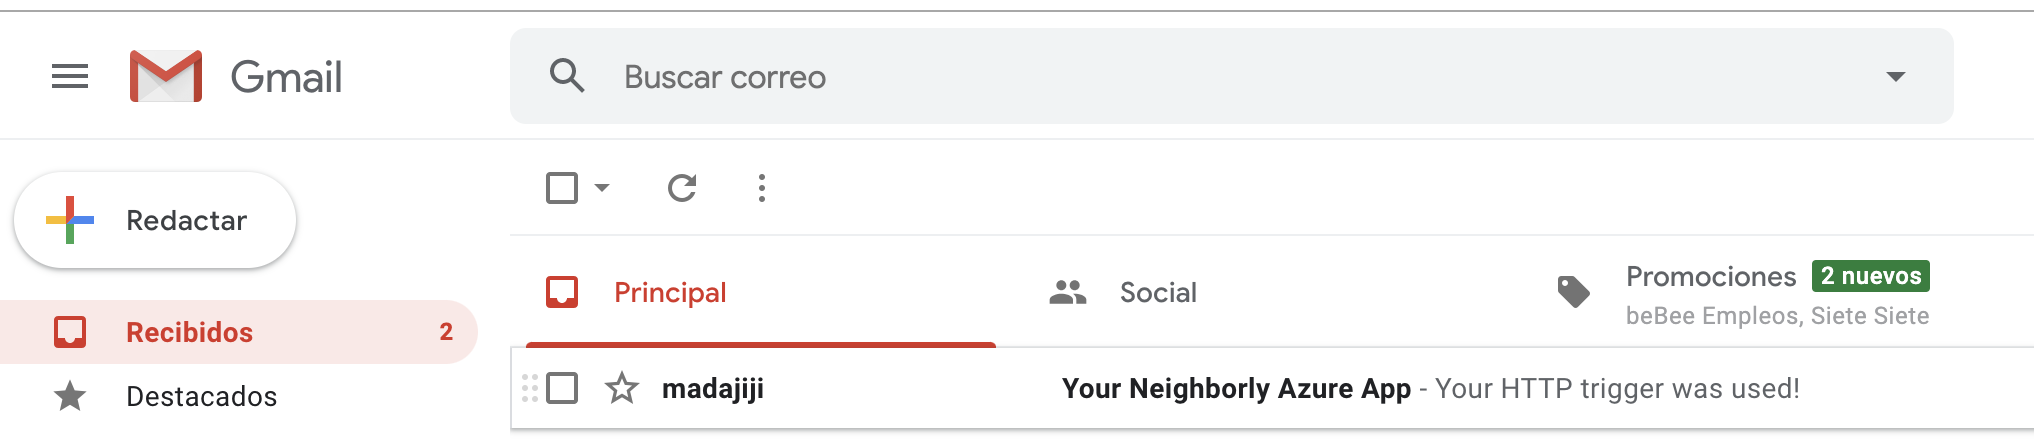 Gmail
Buscar correo
Redactar
Recibidos 2
Destacados
Principal
Social
Promociones 2 nuevos
beBee Empleos, Siete Siete
madajiji Your Neighborly Azure App - Your HTTP trigger was used!